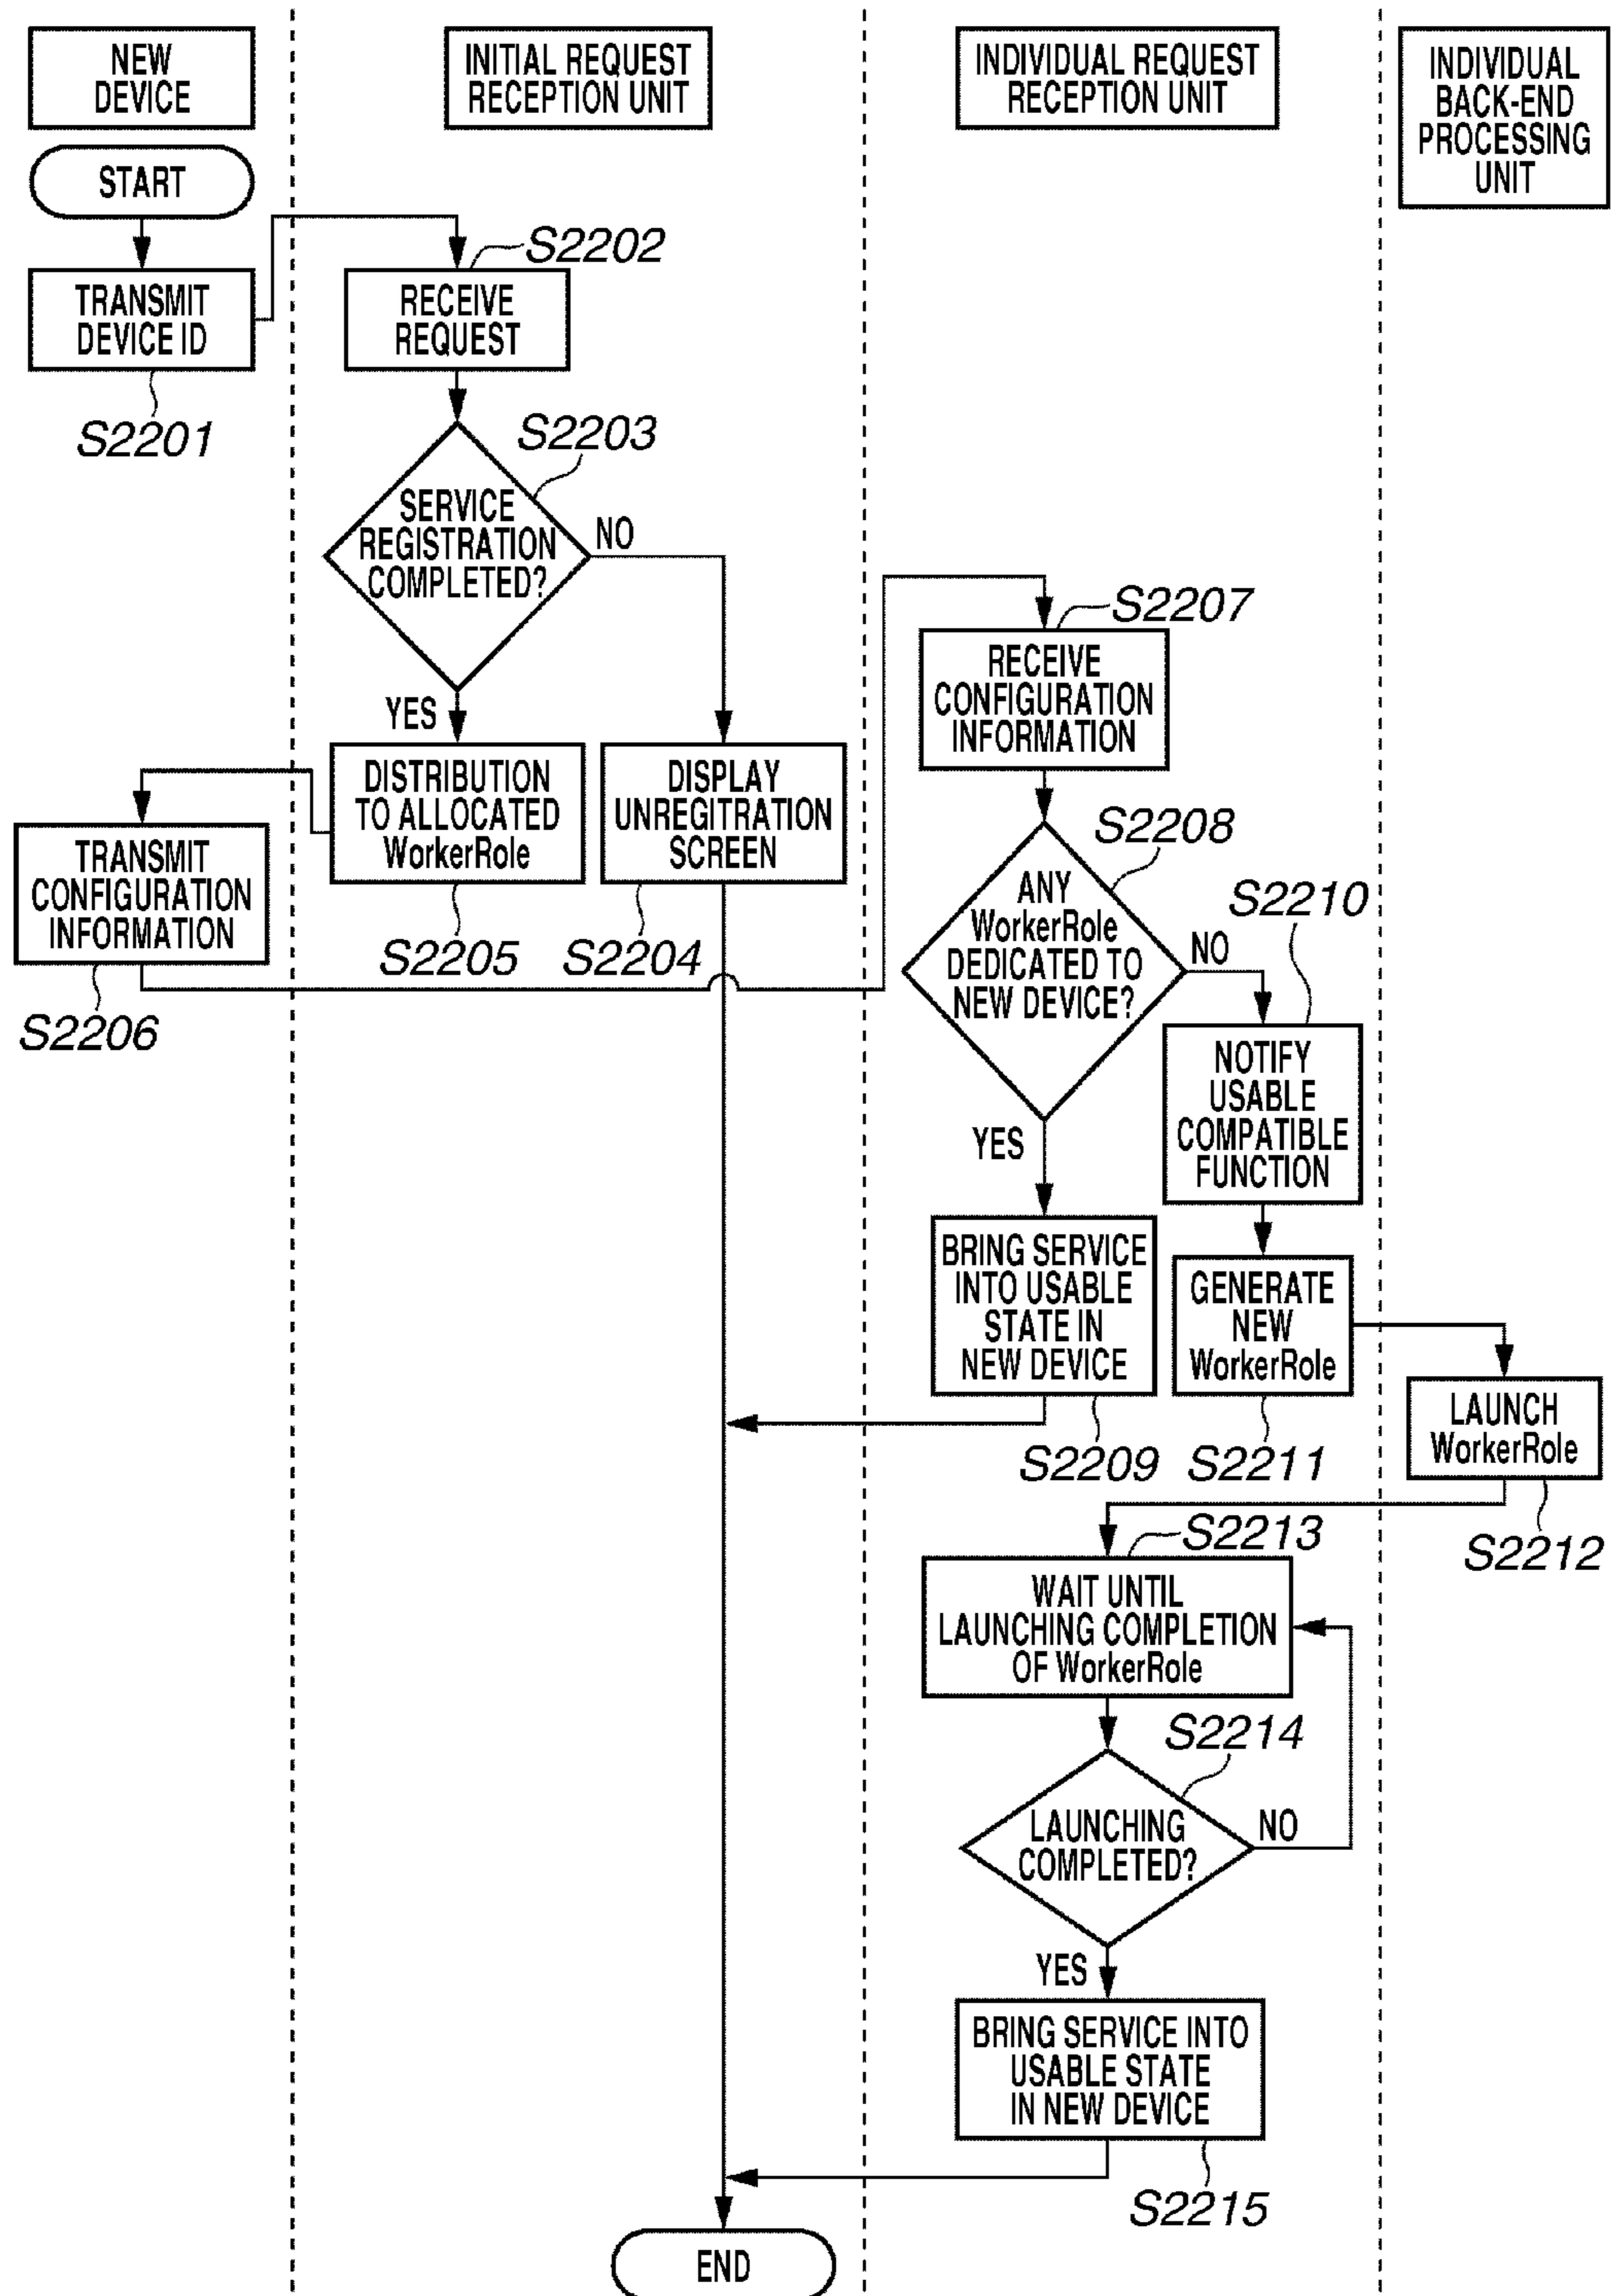 NEW
DEVICE
INITIAL REQUEST
RECEPTION UNIT
INDIVIDUAL REQUEST
RECEPTION UNIT
INDIVIDUAL
BACK-END
PROCESSING
UNIT
START
TRANSMIT
DEVICE ID
S2201
S2202
RECEIVE
REQUEST
S2203
SERVICE
REGISTRATION
COMPLETED?
NO
YES
DISTRIBUTION
TO ALLOCATED
WorkerRole
S2205
DISPLAY
UNREGITRATION
SCREEN
S2204
TRANSMIT
CONFIGURATION
INFORMATION
S2206
S2207
RECEIVE
CONFIGURATION
INFORMATION
S2208
ANY
WorkerRole
DEDICATED TO
NEW DEVICE?
NO
YES
S2210
NOTIFY
USABLE
COMPATIBLE
FUNCTION
BRING SERVICE
INTO USABLE
STATE IN
NEW DEVICE
S2209
GENERATE
NEW
WorkerRole
S2211
LAUNCH
WorkerRole
S2212
S2213
WAIT UNTIL
LAUNCHING COMPLETION
OF WorkerRole
S2214
LAUNCHING
COMPLETED?
NO
YES
BRING SERVICE INTO
USABLE STATE
IN NEW DEVICE
S2215
END